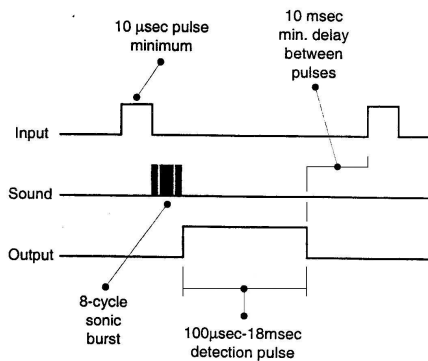 10 µsec pulse
minimum
10 msec
min. delay
between
pulses
Input
Sound
Output
8-cycle
sonic
burst
100µsec-18msec
detection pulse